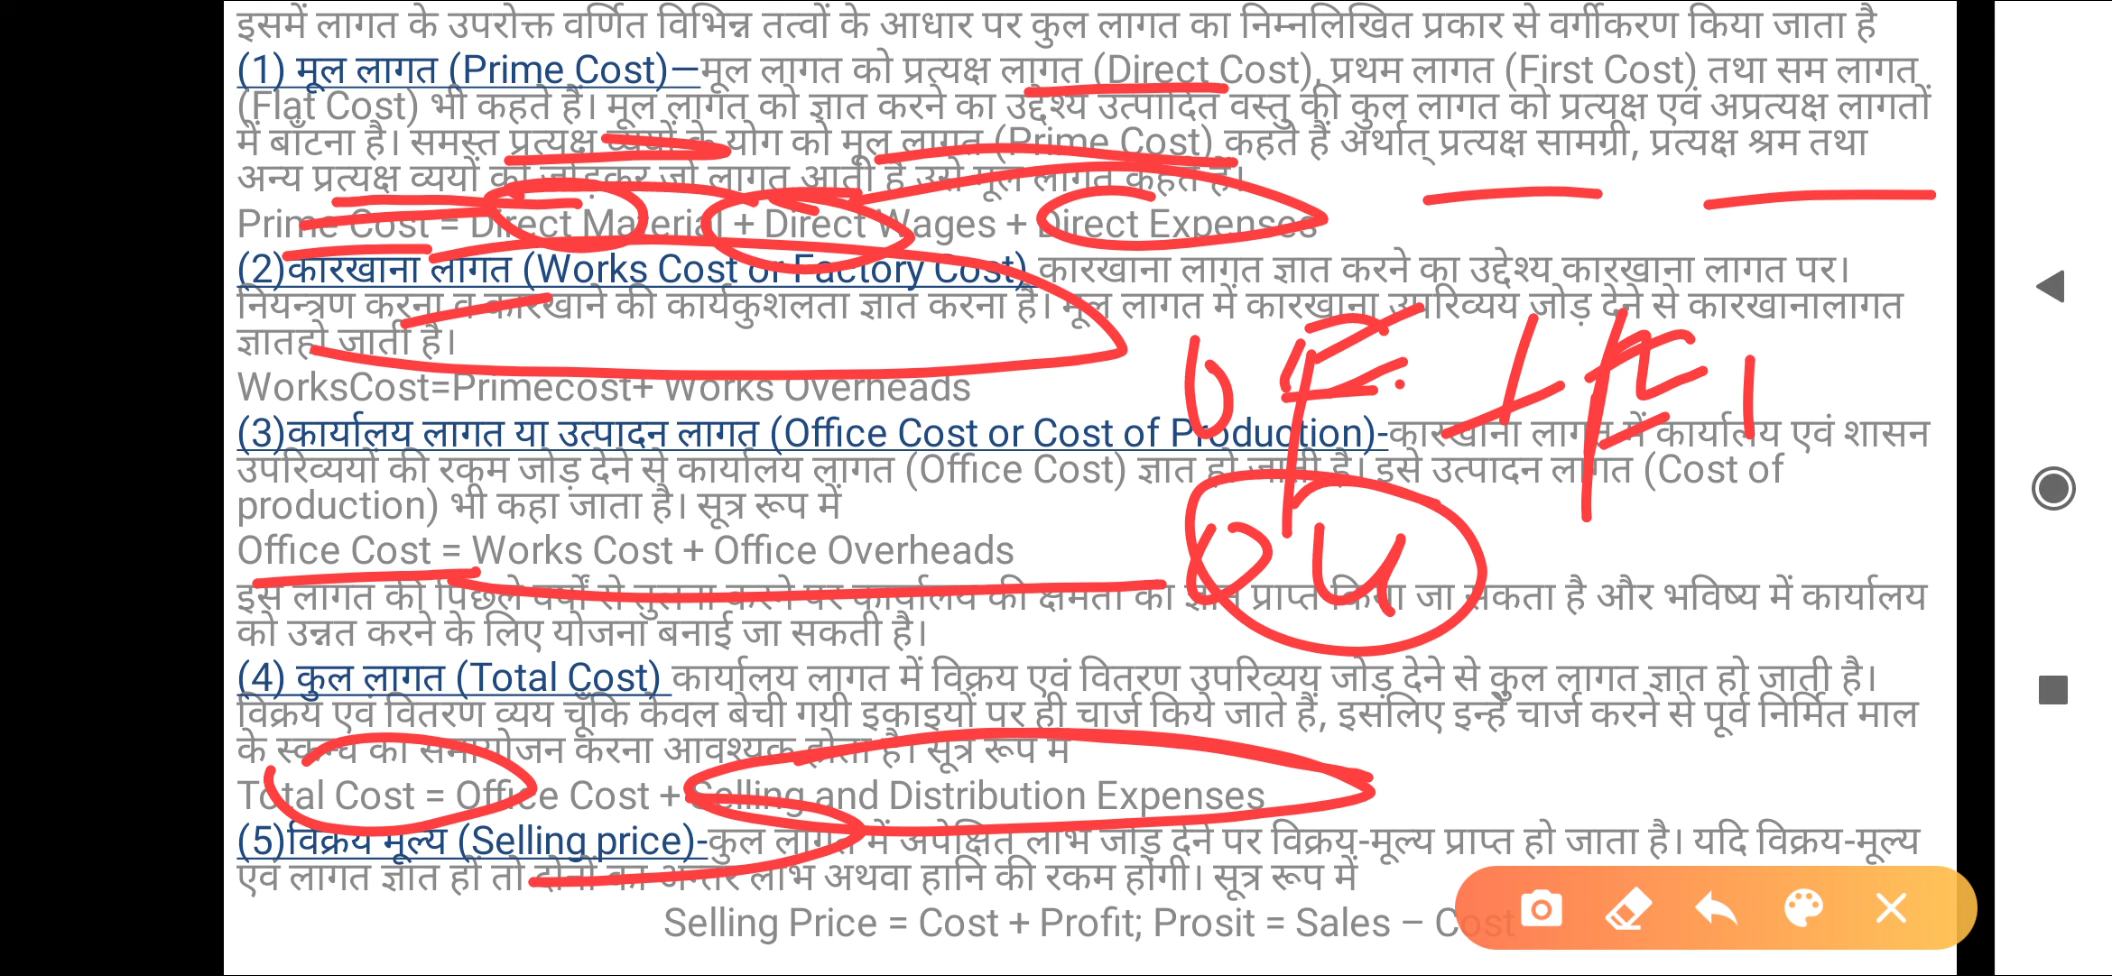 इसमें लागत के उपरोक्त वर्णित विभिन्न तत्वों के आधार पर कुल लागत का निम्नलिखित प्रकार से वर्गीकरण किया जाता है
(1) मूल लागत (Prime Cost)—मूल लागत को प्रत्यक्ष लागत (Direct Cost), प्रथम लागत (First Cost) तथा सम लागत
(Flat Cost) भी कहते हैं। मूल लागत को ज्ञात करने का उद्देश्य उत्पादित वस्तु की कुल लागत को प्रत्यक्ष एवं अप्रत्यक्ष लागतों
में बाँटना है। समस्त प्रत्यक्ष व्ययों के योग को मूल लागत (Prime Cost) कहते हैं अर्थात् प्रत्यक्ष सामग्री, प्रत्यक्ष श्रम तथा
अन्य प्रत्यक्ष व्ययों को जोड़कर जो लागत आती है उसे मूल लागत कहते हैं।
Prime Cost = Direct Material + Direct Wages + Direct Expenses
(2)कारखाना लागत (Works Cost or Factory Cost) कारखाना लागत ज्ञात करने का उद्देश्य कारखाना लागत पर।
नियन्त्रण करना व कारखाने की कार्यकुशलता ज्ञात करना है। मूल लागत में कारखाना उपरिव्यय जोड़ देने से कारखानालागत
ज्ञातहो जाती है।
WorksCost=Primecost+ Works Overheads
(3)कार्यालय लागत या उत्पादन लागत (Office Cost or Cost of Production)-कारखाना लागत में कार्यालय एवं शासन
उपरिव्ययों की रकम जोड़ देने से कार्यालय लागत (Office Cost) ज्ञात हो जाती है। इसे उत्पादन लागत (Cost of
production) भी कहा जाता है। सूत्र रूप में
Office Cost = Works Cost + Office Overheads
इस लागत की पिछले वर्षों से तुलना करने पर कार्यालय की क्षमता का ज्ञान प्राप्त किया जा सकता है और भविष्य में कार्यालय
को उन्नत करने के लिए योजना बनाई जा सकती है।
(4) कुल लागत (Total Cost) कार्यालय लागत में विक्रय एवं वितरण उपरिव्यय जोड़ देने से कुल लागत ज्ञात हो जाती है।
विक्रय एवं वितरण व्यय चूँकि केवल बेची गयी इकाइयों पर ही चार्ज किये जाते हैं, इसलिए इन्हें चार्ज करने से पूर्व निर्मित माल
के स्कन्ध का समायोजन करना आवश्यक होता है। सूत्र रूप में
Total Cost = Office Cost + Selling and Distribution Expenses
(5)विक्रय मूल्य (Selling price)-कुल लागत में अपेक्षित लाभ जोड़ देने पर विक्रय-मूल्य प्राप्त हो जाता है। यदि विक्रय-मूल्य
एवं लागत ज्ञात हों तो दोनों का अन्तर लाभ अथवा हानि की रकम होगी। सूत्र रूप में
Selling Price = Cost + Profit; Prosit = Sales – Cost